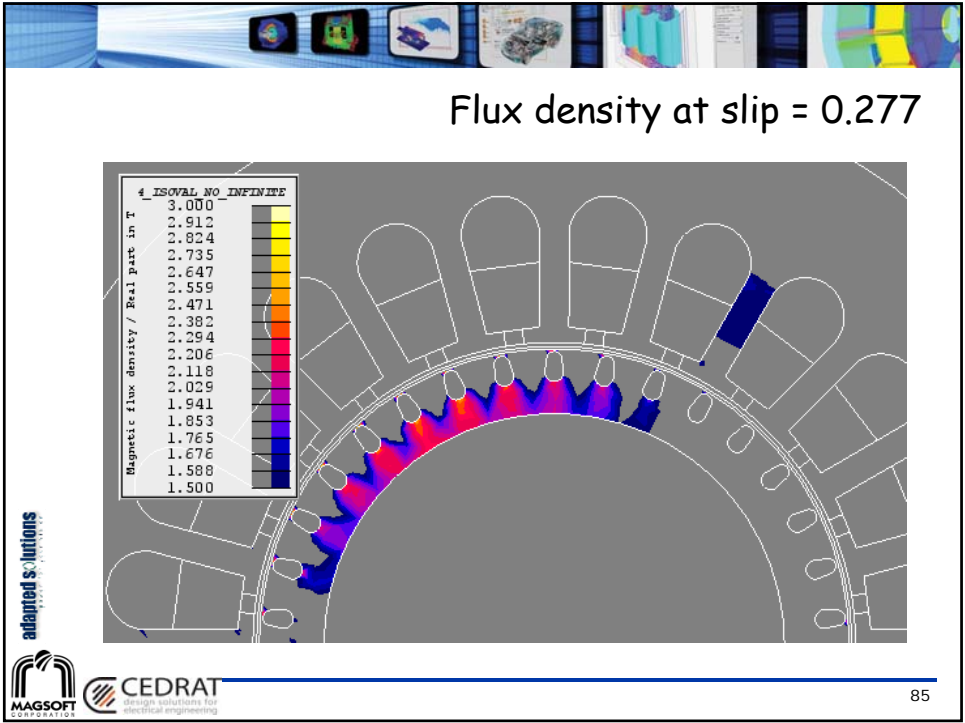 Flux density at slip = 0.277
4_ISOVAL_NO_INFINITE
Magnetic flux density / Real part in T
3.000
2.912
2.824
2.735
2.647
2.559
2.471
2.382
2.294
2.206
2.118
2.029
1.941
1.853
1.765
1.676
1.588
1.500
adapted solutions
MAGSOFT
CORPORATION
CEDRAT
design solutions for
electrical engineering
85